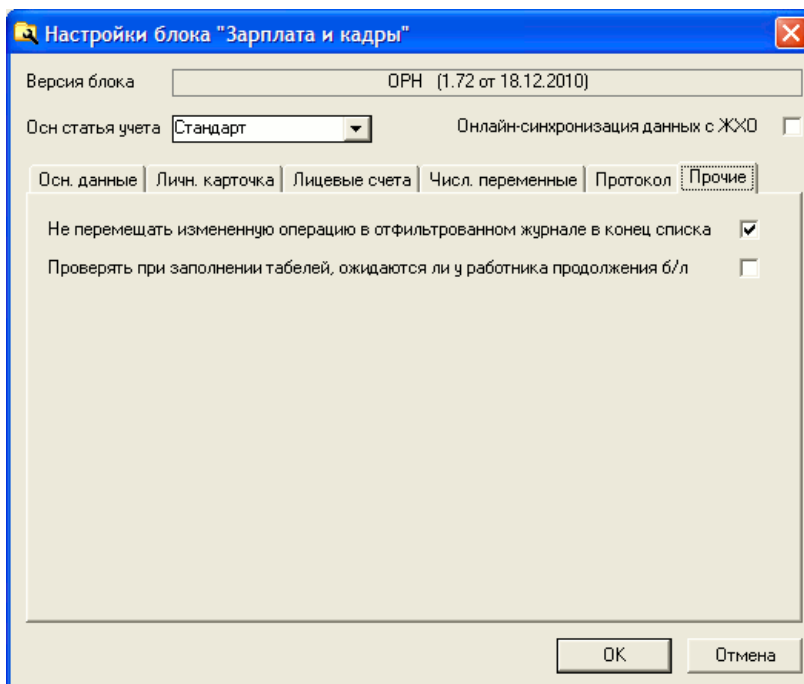 Настройки блока "Зарплата и кадры"
Версия блока ОРН (1.72 от 18.12.2010)
Осн статья учета Стандарт Онлайн-синхронизация данных с ЖХО
Осн. данные Личн. карточка Лицевые счета Числ. переменные Протокол Прочие
Не перемещать измененную операцию в отфильтрованном журнале в конец списка
Проверять при заполнении табелей, ожидаются ли у работника продолжения б/л
OK Отмена